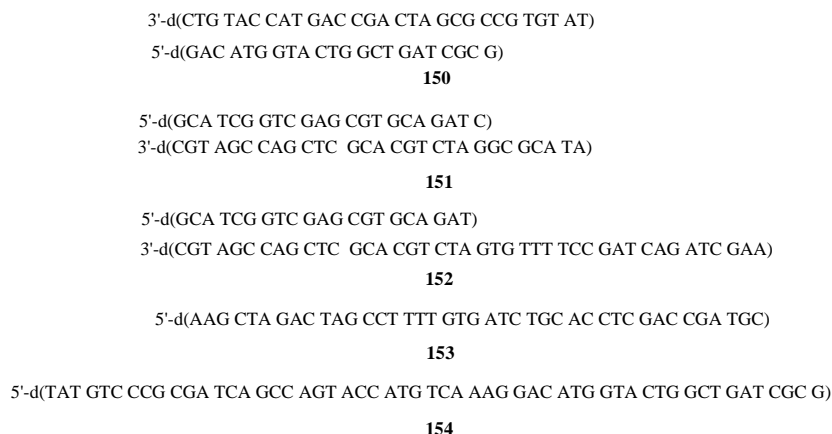 3'-d(CTG TAC CAT GAC CGA CTA GCG CCG TGT AT)
5'-d(GAC ATG GTA CTG GCT GAT CGC G)
150
5'-d(GCA TCG GTC GAG CGT GCA GAT C)
3'-d(CGT AGC CAG CTC GCA CGT CTA GGC GCA TA)
151
5'-d(GCA TCG GTC GAG CGT GCA GAT)
3'-d(CGT AGC CAG CTC GCA CGT CTA GTG TTT TCC GAT CAG ATC GAA)
152
5'-d(AAG CTA GAC TAG CCT TTT GTG ATC TGC AC CTC GAC CGA TGC)
153
5'-d(TAT GTC CCG CGA TCA GCC AGT ACC ATG TCA AAG GAC ATG GTA CTG GCT GAT CGC G)
154